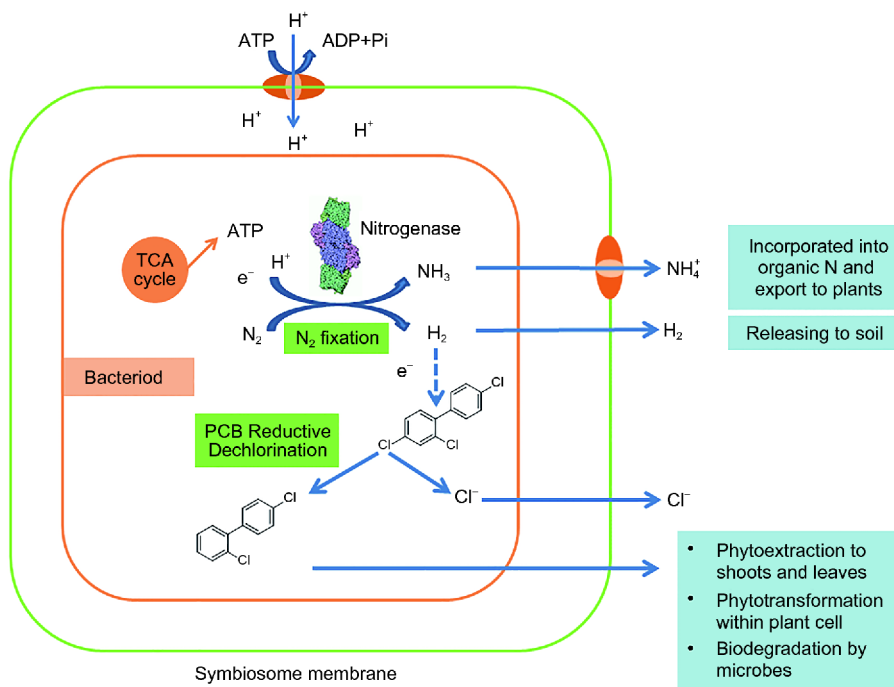 H⁺
ATP
ADP+Pi
H⁺
H⁺
H⁺
ATP
Nitrogenase
TCA
cycle
e⁻
H⁺
NH₃
NH₄⁺
Incorporated into
organic N and
export to plants
N₂
N₂ fixation
H₂
H₂
Releasing to soil
Bacteriod
e⁻
Cl
PCB Reductive
Dechlorination
Cl
Cl
Cl
Cl⁻
Cl⁻
Cl
• Phytoextraction to
shoots and leaves
• Phytotransformation
within plant cell
• Biodegradation by
microbes
Symbiosome membrane